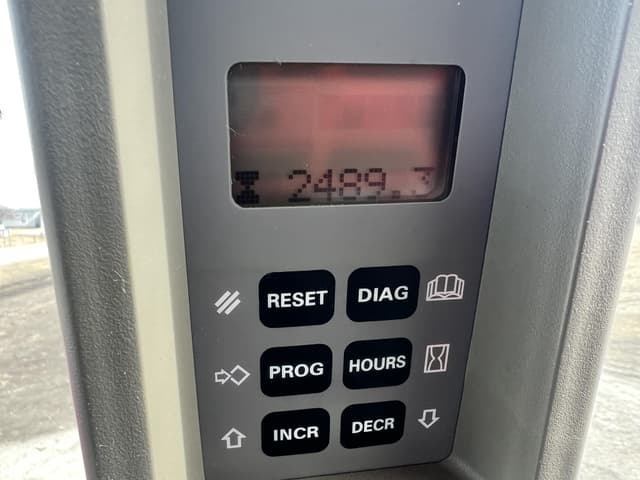 2489.3
RESET DIAG
PROG HOURS
INCR DECR